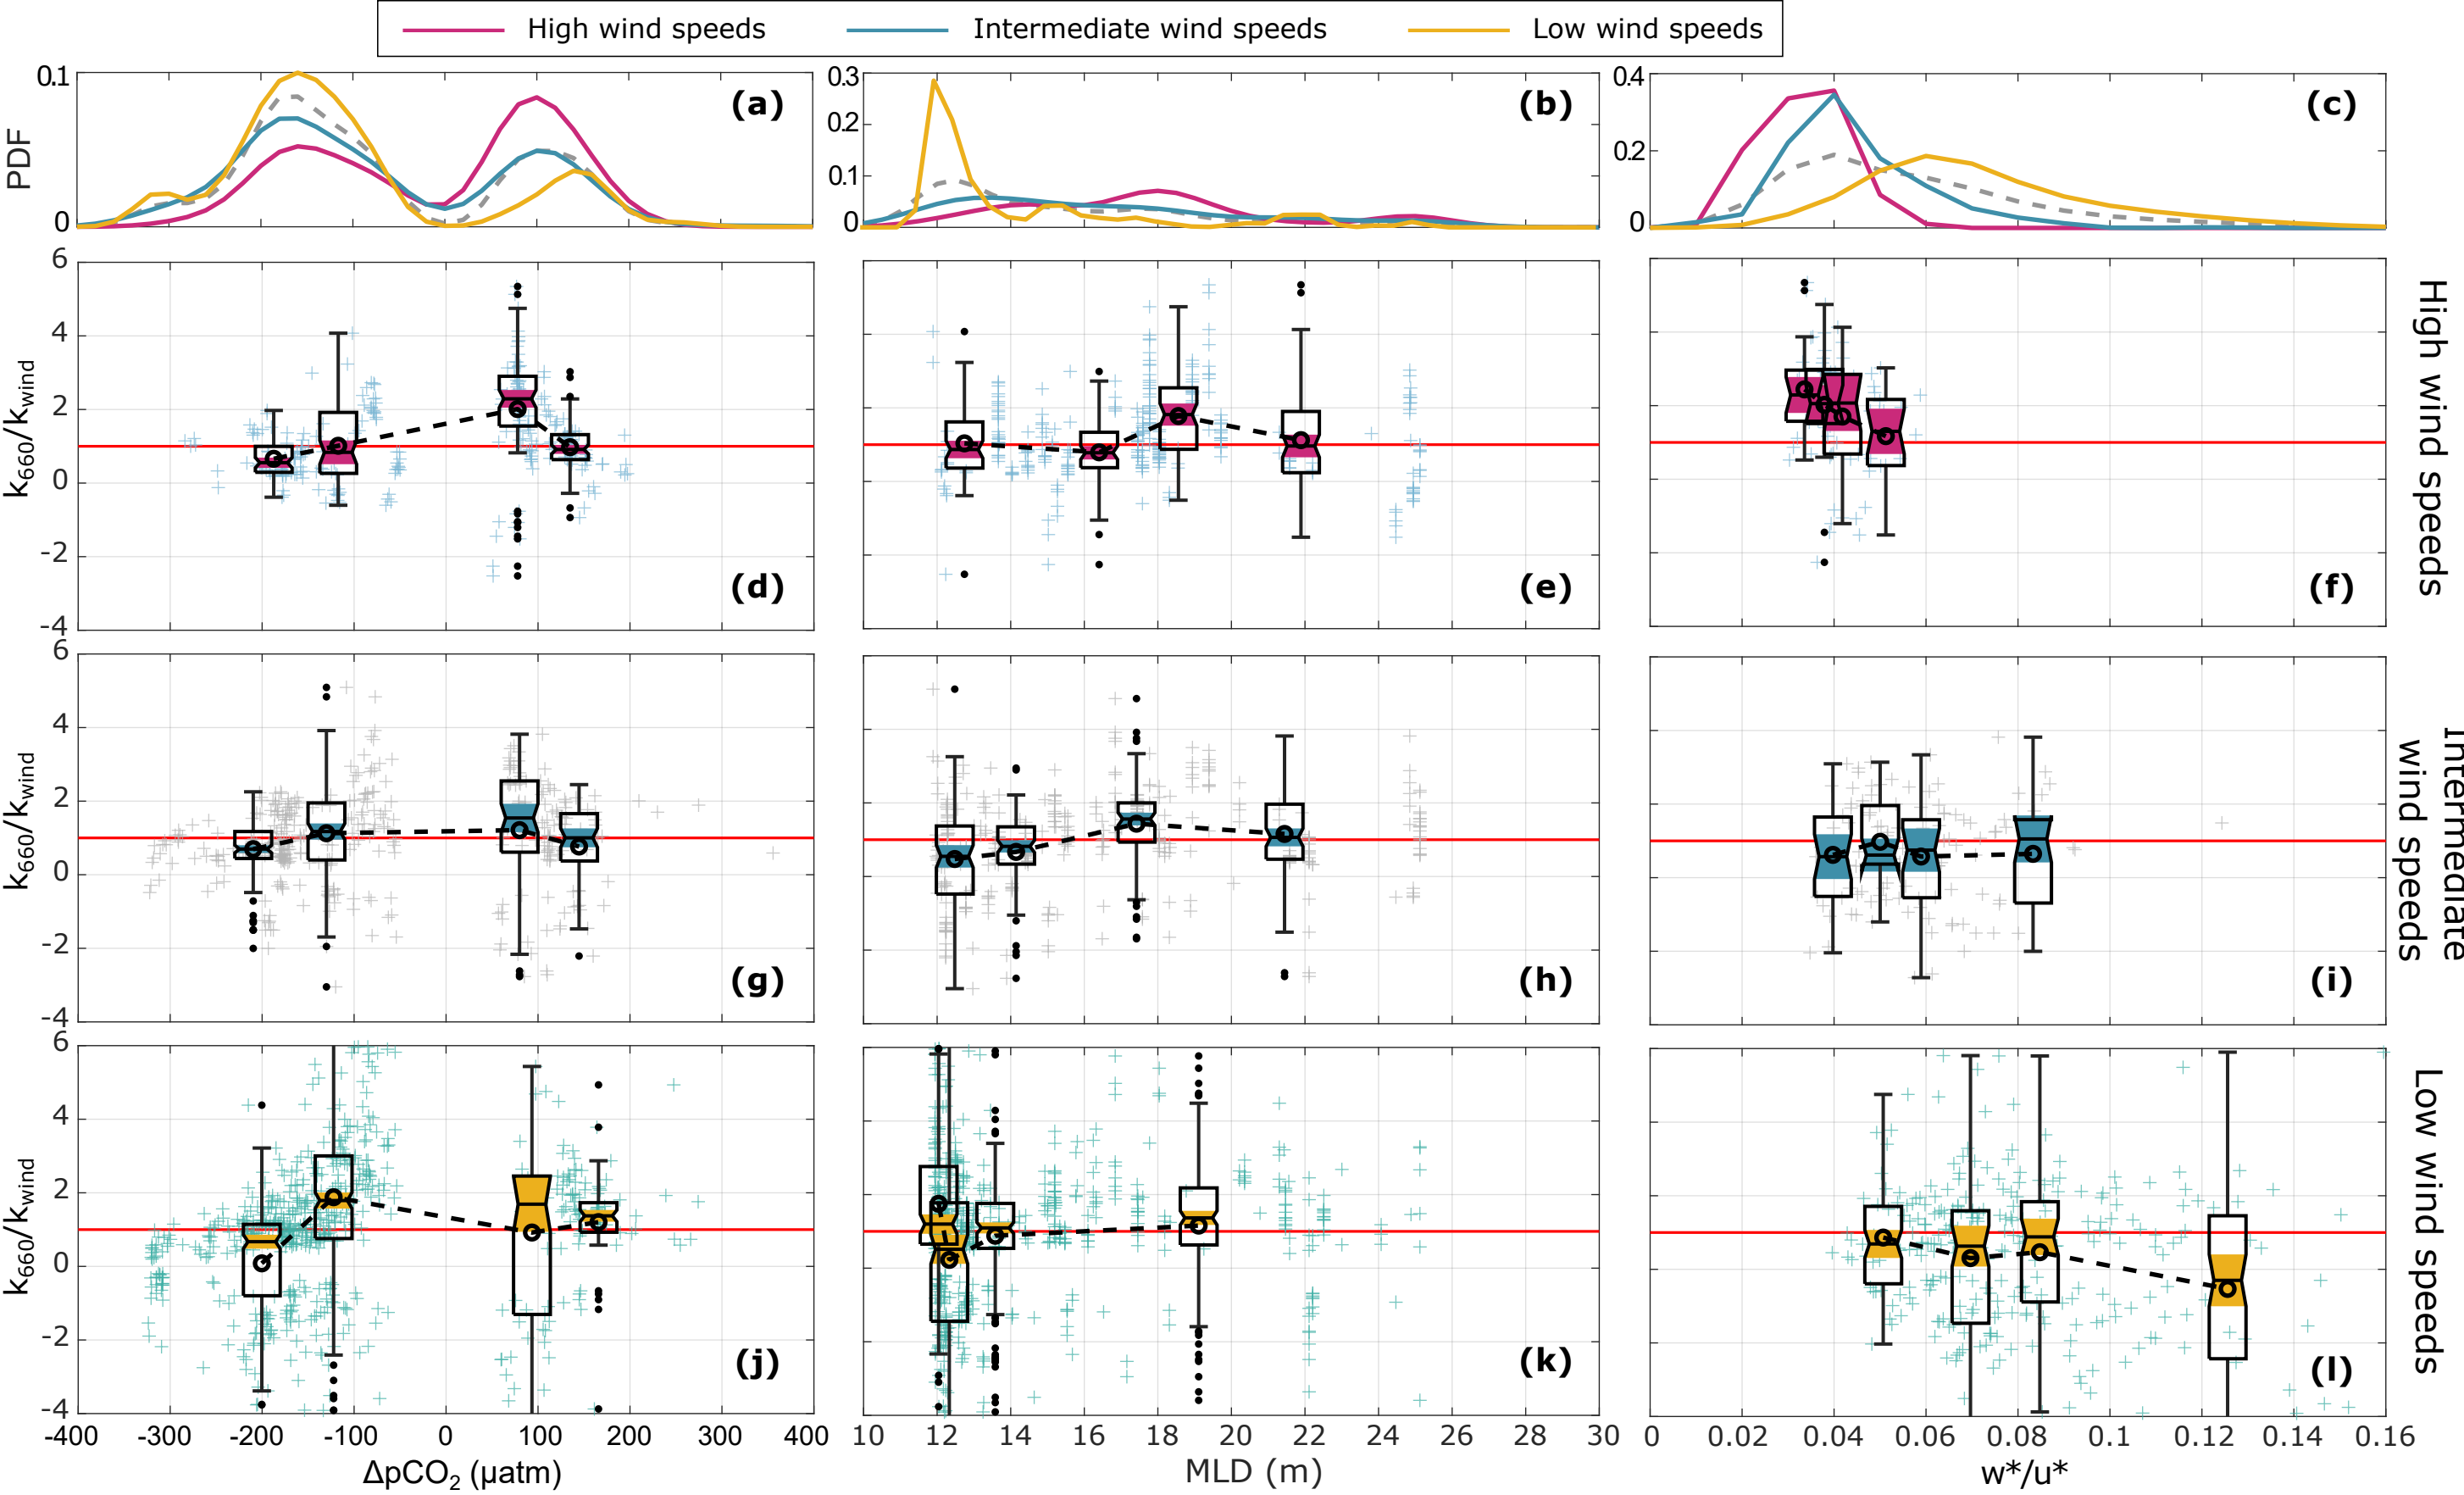 High wind speeds Intermediate wind speeds Low wind speeds
0.1 0.3 0.4
(a) (b) (c)
PDF
0.2 0.2
0.1
0 0 0
6
4
2
0
-2
-4
k660/kwind
(d) (e) (f)
High wind speeds
6
4
2
0
-2
-4
k660/kwind
(g) (h) (i)
Intermediate
wind speeds
6
4
2
0
-2
-4
k660/kwind
(j) (k) (l)
Low wind speeds
-400 -300 -200 -100 0 100 200 300 400
10 12 14 16 18 20 22 24 26 28 30
0 0.02 0.04 0.06 0.08 0.1 0.12 0.14 0.16
ΔpCO₂ (μatm) MLD (m) w*/u*